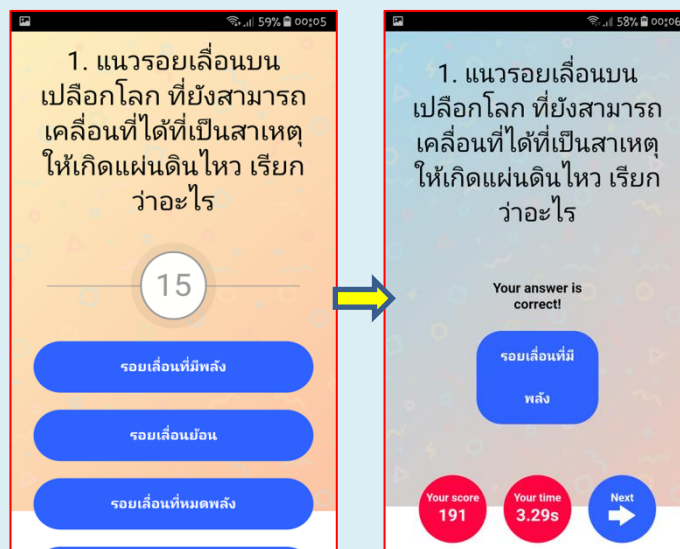 59% 00:05
1. แนวรอยเลื่อนบน
เปลือกโลก ที่ยังสามารถ
เคลื่อนที่ได้ที่เป็นสาเหตุ
ให้เกิดแผ่นดินไหว เรียก
ว่าอะไร
15
รอยเลื่อนที่มีพลัง
รอยเลื่อนย้อน
รอยเลื่อนที่หมดพลัง
58% 00:06
1. แนวรอยเลื่อนบน
เปลือกโลก ที่ยังสามารถ
เคลื่อนที่ได้ที่เป็นสาเหตุ
ให้เกิดแผ่นดินไหว เรียก
ว่าอะไร
Your answer is
correct!
รอยเลื่อนที่มี
พลัง
Your score
191
Your time
3.29s
Next